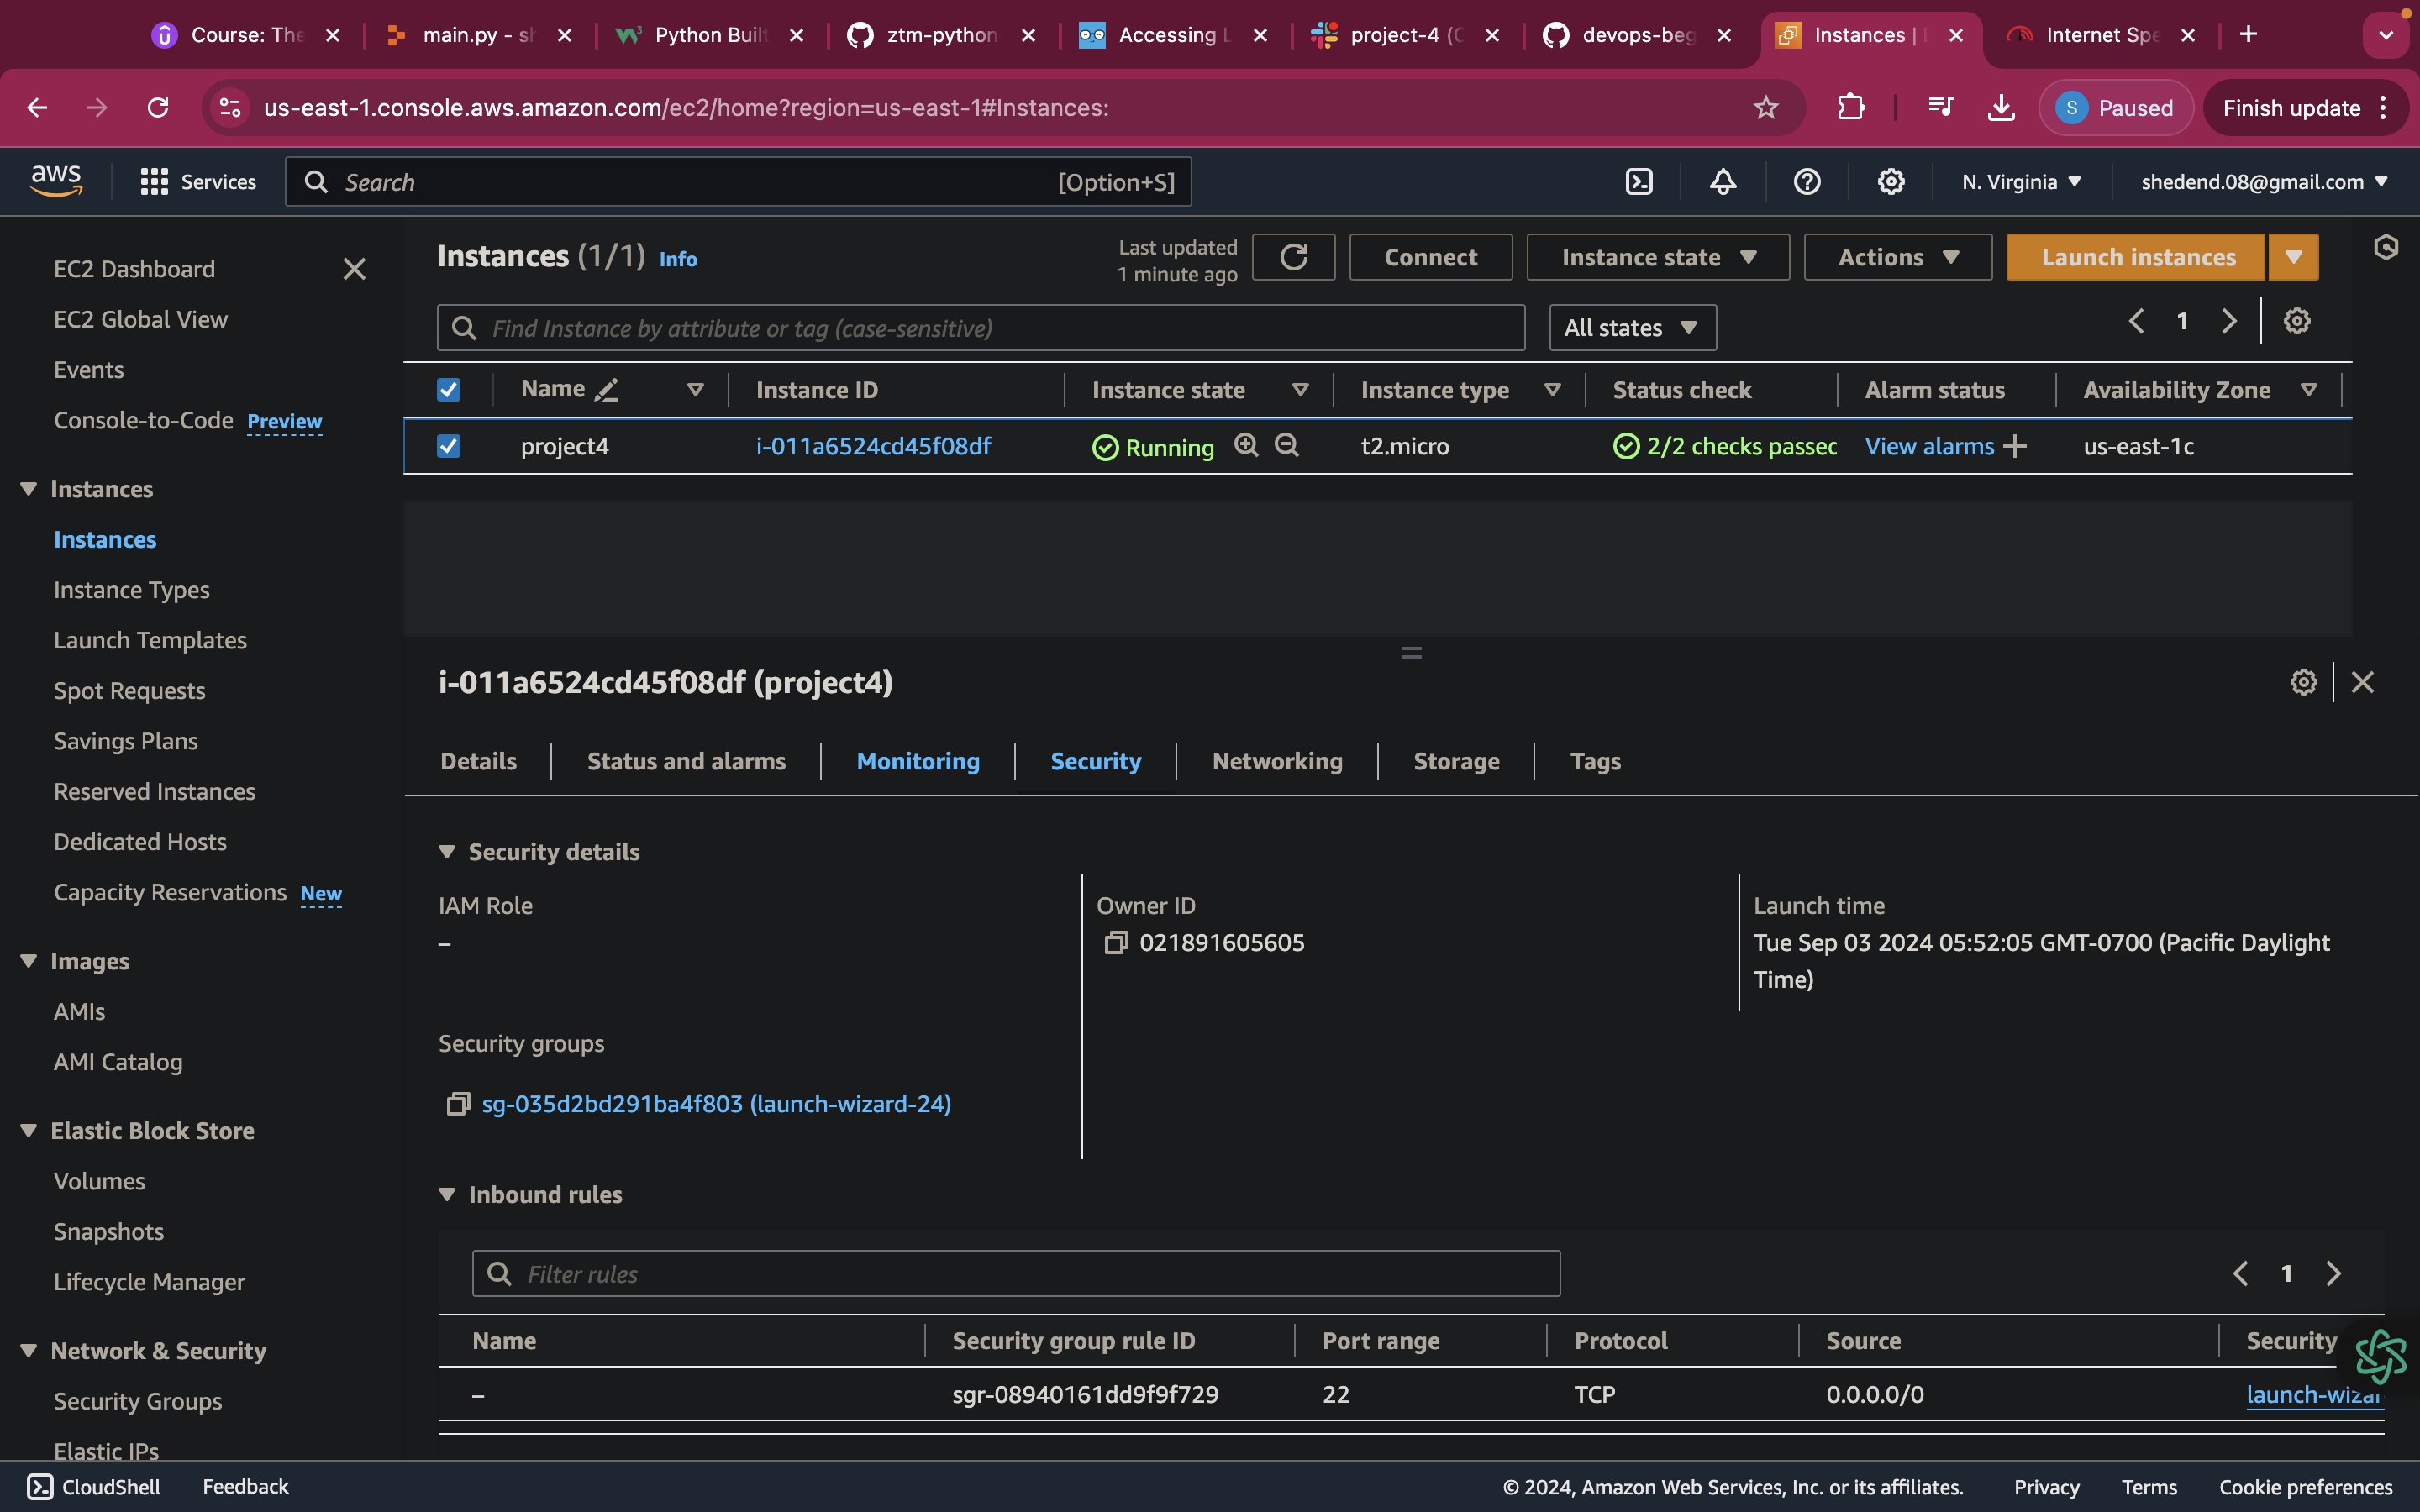 Course: The
main.py - sh
Python Built
ztm-python
Accessing L
project-4 (C
devops-beg
Instances | E
Internet Spe
us-east-1.console.aws.amazon.com/ec2/home?region=us-east-1#Instances:
S Paused
Finish update
aws
Services
Search
[Option+S]
N. Virginia
shedend.08@gmail.com
EC2 Dashboard
EC2 Global View
Events
Console-to-Code Preview
Instances
Instances
Instance Types
Launch Templates
Spot Requests
Savings Plans
Reserved Instances
Dedicated Hosts
Capacity Reservations New
Images
AMIs
AMI Catalog
Elastic Block Store
Volumes
Snapshots
Lifecycle Manager
Network & Security
Security Groups
Elastic IPs
Instances (1/1) Info
Last updated
1 minute ago
Connect
Instance state
Actions
Launch instances
Find Instance by attribute or tag (case-sensitive)
All states
1
Name Instance ID Instance state Instance type Status check Alarm status Availability Zone
project4 i-011a6524cd45f08df Running t2.micro 2/2 checks passec View alarms + us-east-1c
i-011a6524cd45f08df (project4)
Details Status and alarms Monitoring Security Networking Storage Tags
Security details
IAM Role
–
Owner ID
021891605605
Launch time
Tue Sep 03 2024 05:52:05 GMT-0700 (Pacific Daylight
Time)
Security groups
sg-035d2bd291ba4f803 (launch-wizard-24)
Inbound rules
Filter rules
1
Name Security group rule ID Port range Protocol Source Security
– sgr-08940161dd9f9f729 22 TCP 0.0.0.0/0 launch-wizar
CloudShell Feedback © 2024, Amazon Web Services, Inc. or its affiliates. Privacy Terms Cookie preferences